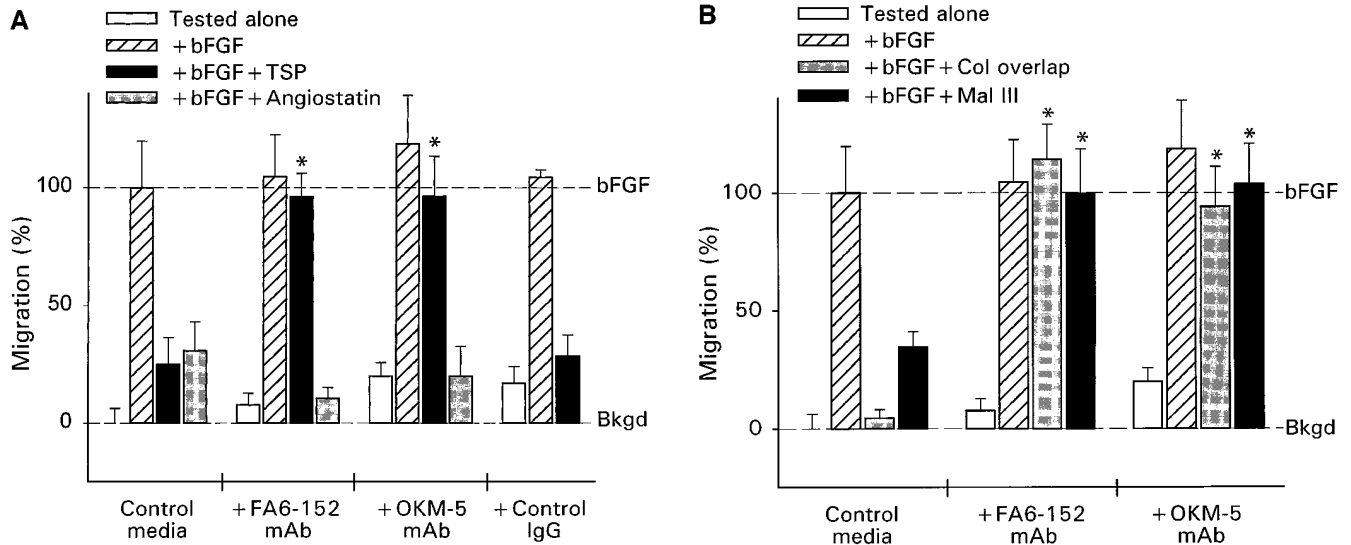 A
Tested alone
+bFGF
+bFGF+TSP
+bFGF+Angiostatin
Migration (%)
100
50
0
* *
bFGF
Bkgd
Control media
+FA6-152 mAb
+OKM-5 mAb
+Control IgG
B
Tested alone
+bFGF
+bFGF+Col overlap
+bFGF+Mal III
Migration (%)
100
50
0
* * * *
bFGF
Bkgd
Control media
+FA6-152 mAb
+OKM-5 mAb